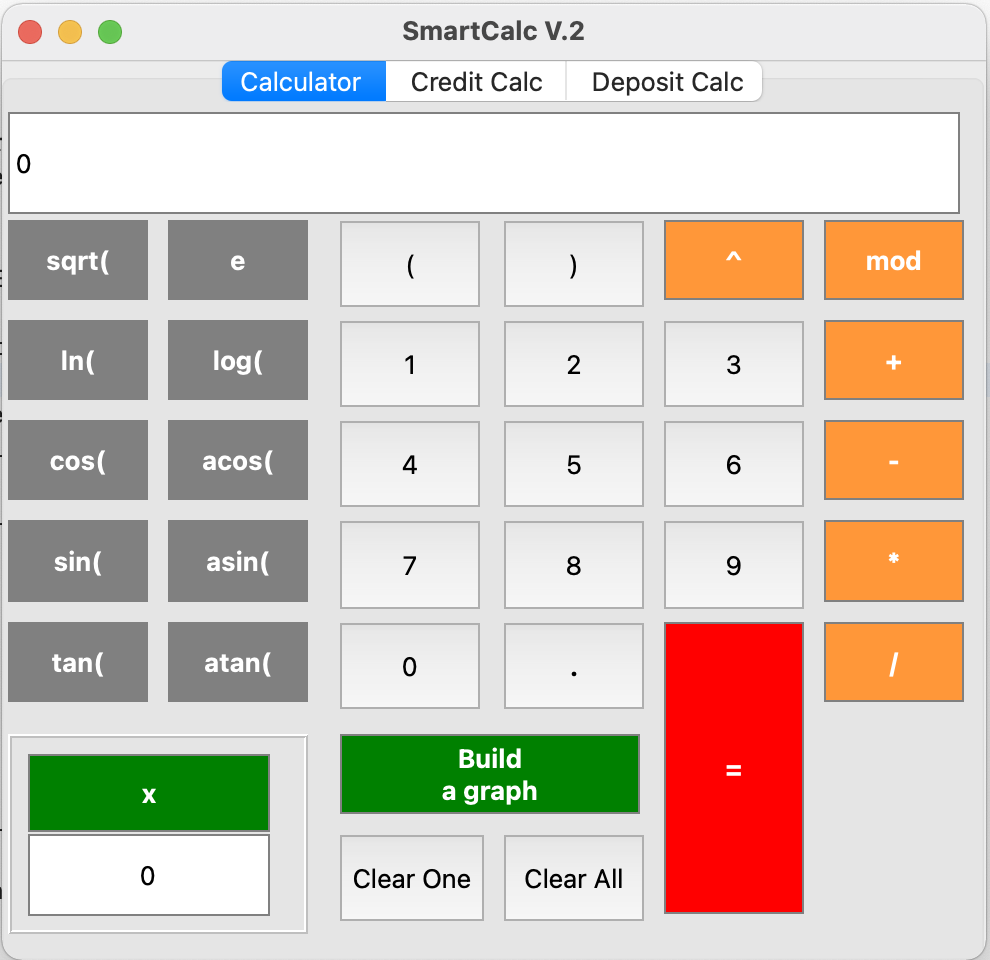 SmartCalc V.2
Calculator Credit Calc Deposit Calc
0
sqrt( e ( ) ^ mod
ln( log( 1 2 3 +
cos( acos( 4 5 6 -
sin( asin( 7 8 9 *
tan( atan( 0 . /
Build
a graph
=
x
0
Clear One Clear All